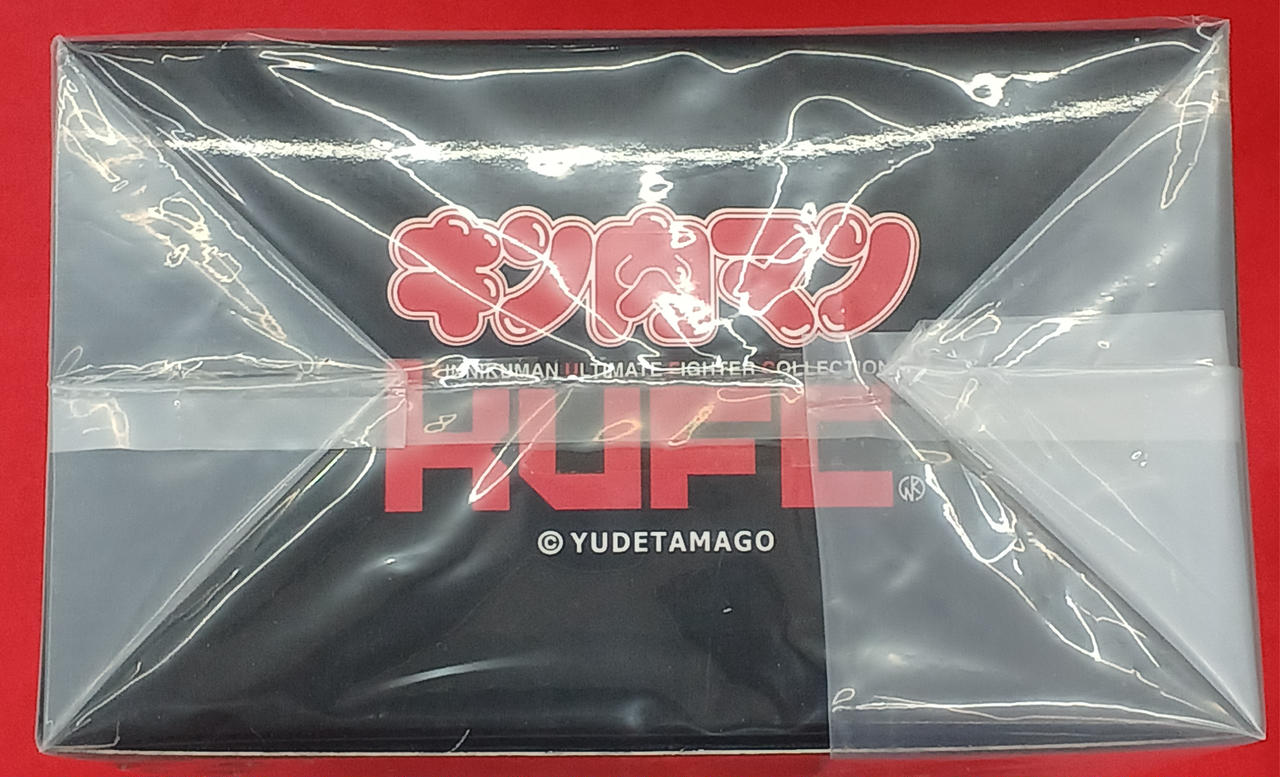 キン肉マン
KINNIKUMAN ULTIMATE FIGHTER COLLECTION
KUFC
© YUDETAMAGO